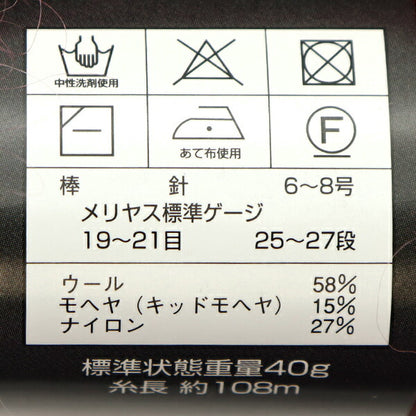 中性洗剤使用
あて布使用
F
棒 針 6～8号
メリヤス標準ゲージ
19～21目 25～27段
ウール 58%
モヘヤ（キッドモヘヤ） 15%
ナイロン 27%
標準状態重量40g
糸長 約108m